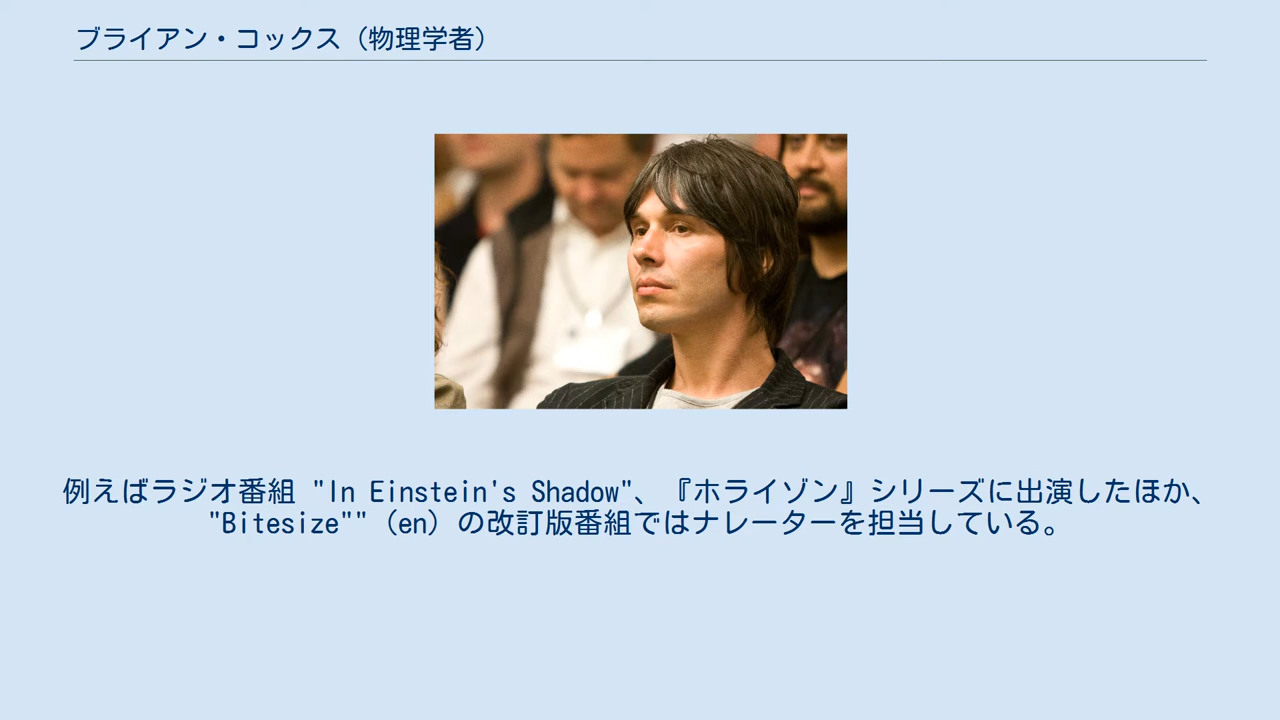 ブライアン・コックス（物理学者）
例えばラジオ番組 "In Einstein's Shadow"、『ホライゾン』シリーズに出演したほか、
"Bitesize""（en）の改訂版番組ではナレーターを担当している。